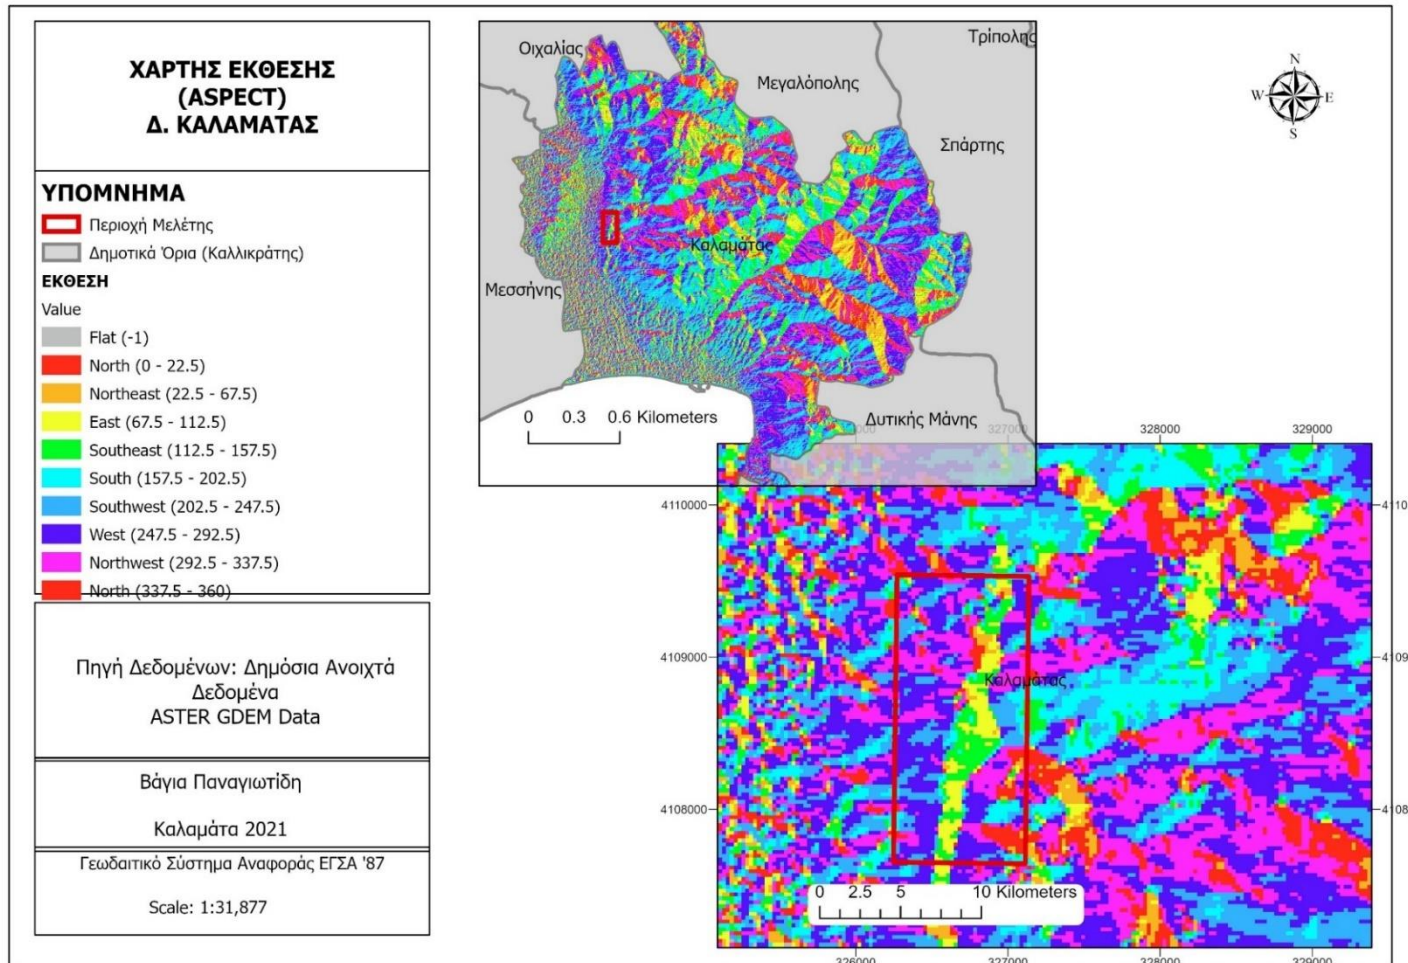 ΧΑΡΤΗΣ ΕΚΘΕΣΗΣ
(ASPECT)
Δ. ΚΑΛΑΜΑΤΑΣ
ΥΠΟΜΝΗΜΑ
Περιοχή Μελέτης
Δημοτικά Όρια (Καλλικράτης)
ΕΚΘΕΣΗ
Value
Flat (-1)
North (0 - 22.5)
Northeast (22.5 - 67.5)
East (67.5 - 112.5)
Southeast (112.5 - 157.5)
South (157.5 - 202.5)
Southwest (202.5 - 247.5)
West (247.5 - 292.5)
Northwest (292.5 - 337.5)
North (337.5 - 360)
Πηγή Δεδομένων: Δημόσια Ανοιχτά
Δεδομένα
ASTER GDEM Data
Βάγια Παναγιωτίδη
Καλαμάτα 2021
Γεωδαιτικό Σύστημα Αναφοράς ΕΓΣΑ '87
Scale: 1:31,877
Οιχαλίας
Τρίπολης
Μεγαλόπολης
Σπάρτης
Καλαμάτας
Μεσσήνης
Δυτικής Μάνης
0 0.3 0.6 Kilometers
N
W E
S
327000 328000 329000
4110000 4110
4109000 4109
Καλαμάτας
4108000 4108
0 2.5 5 10 Kilometers
326000 327000 328000 329000